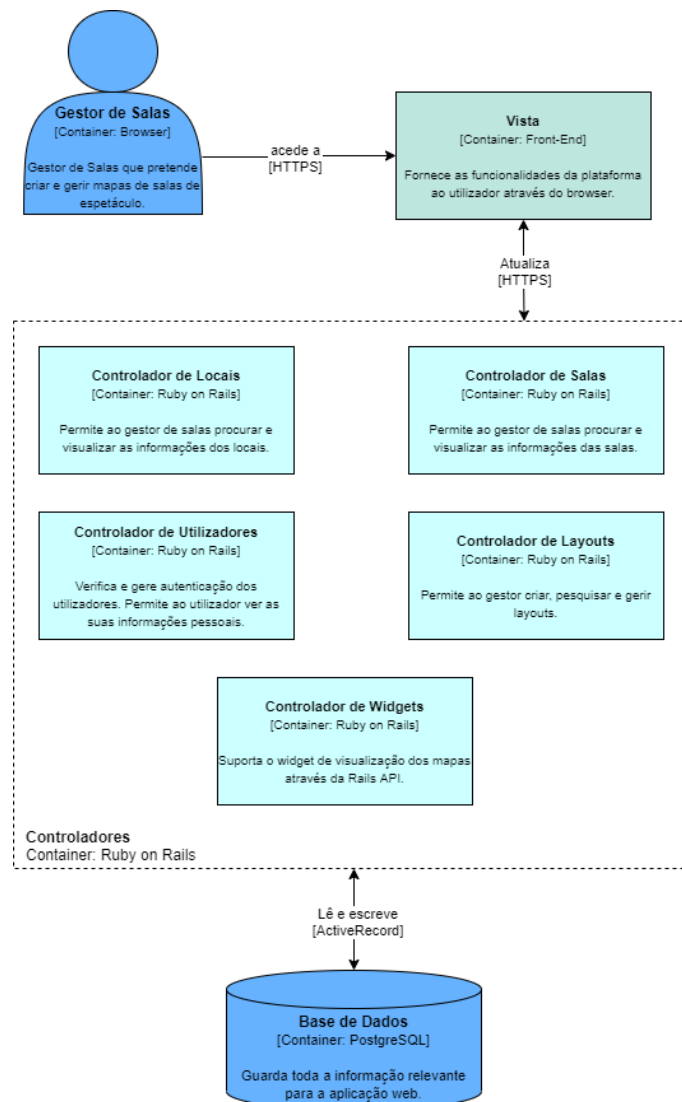 Gestor de Salas
[Container: Browser]
Gestor de Salas que pretende
criar e gerir mapas de salas de
espetáculo.
acede a
[HTTPS]
Vista
[Container: Front-End]
Fornece as funcionalidades da plataforma
ao utilizador através do browser.
Atualiza
[HTTPS]
Controlador de Locais
[Container: Ruby on Rails]
Permite ao gestor de salas procurar e
visualizar as informações dos locais.
Controlador de Salas
[Container: Ruby on Rails]
Permite ao gestor de salas procurar e
visualizar as informações das salas.
Controlador de Utilizadores
[Container: Ruby on Rails]
Verifica e gere autenticação dos
utilizadores. Permite ao utilizador ver as
suas informações pessoais.
Controlador de Layouts
[Container: Ruby on Rails]
Permite ao gestor criar, pesquisar e gerir
layouts.
Controlador de Widgets
[Container: Ruby on Rails]
Suporta o widget de visualização dos mapas
através da Rails API.
Controladores
Container: Ruby on Rails
Lê e escreve
[ActiveRecord]
Base de Dados
[Container: PostgreSQL]
Guarda toda a informação relevante
para a aplicação web.